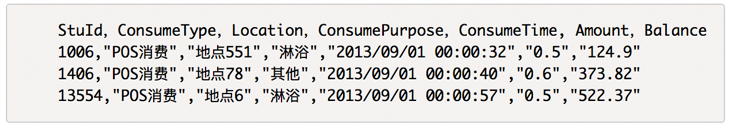 StuId, ConsumeType, Location, ConsumePurpose, ConsumeTime, Amount, Balance
1006,"POS消费","地点551","淋浴","2013/09/01 00:00:32","0.5","124.9"
1406,"POS消费","地点78","其他","2013/09/01 00:00:40","0.6","373.82"
13554,"POS消费","地点6","淋浴","2013/09/01 00:00:57","0.5","522.37"